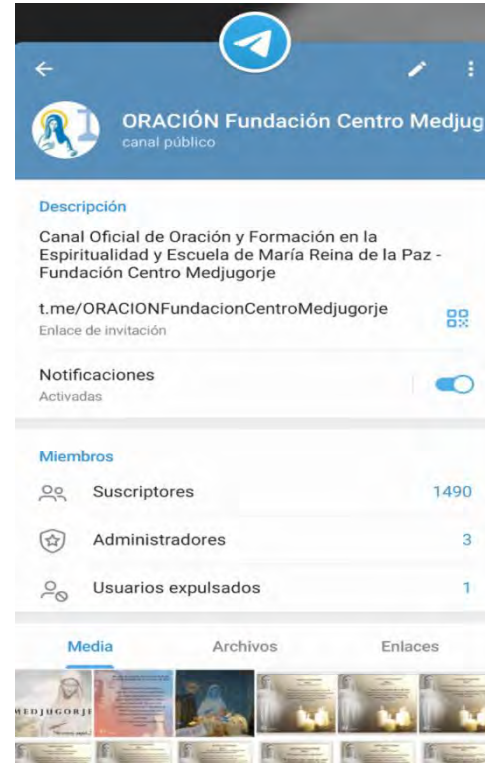 ORACIÓN Fundación Centro Medjug
canal público
Descripción
Canal Oficial de Oración y Formación en la
Espiritualidad y Escuela de María Reina de la Paz -
Fundación Centro Medjugorje
t.me/ORACIONFundacionCentroMedjugorje
Enlace de invitación
Notificaciones
Activadas
Miembros
Suscriptores 1490
Administradores 3
Usuarios expulsados 1
Media Archivos Enlaces
MEDJUGORJE